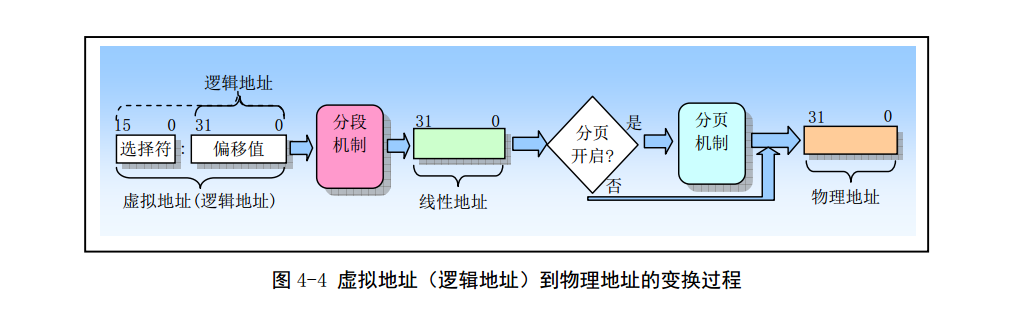 逻辑地址
15 0 31 0
选择符 : 偏移值
虚拟地址(逻辑地址)
分段
机制
31 0
线性地址
分页
开启?
是
否
分页
机制
31 0
物理地址
图 4-4 虚拟地址（逻辑地址）到物理地址的变换过程